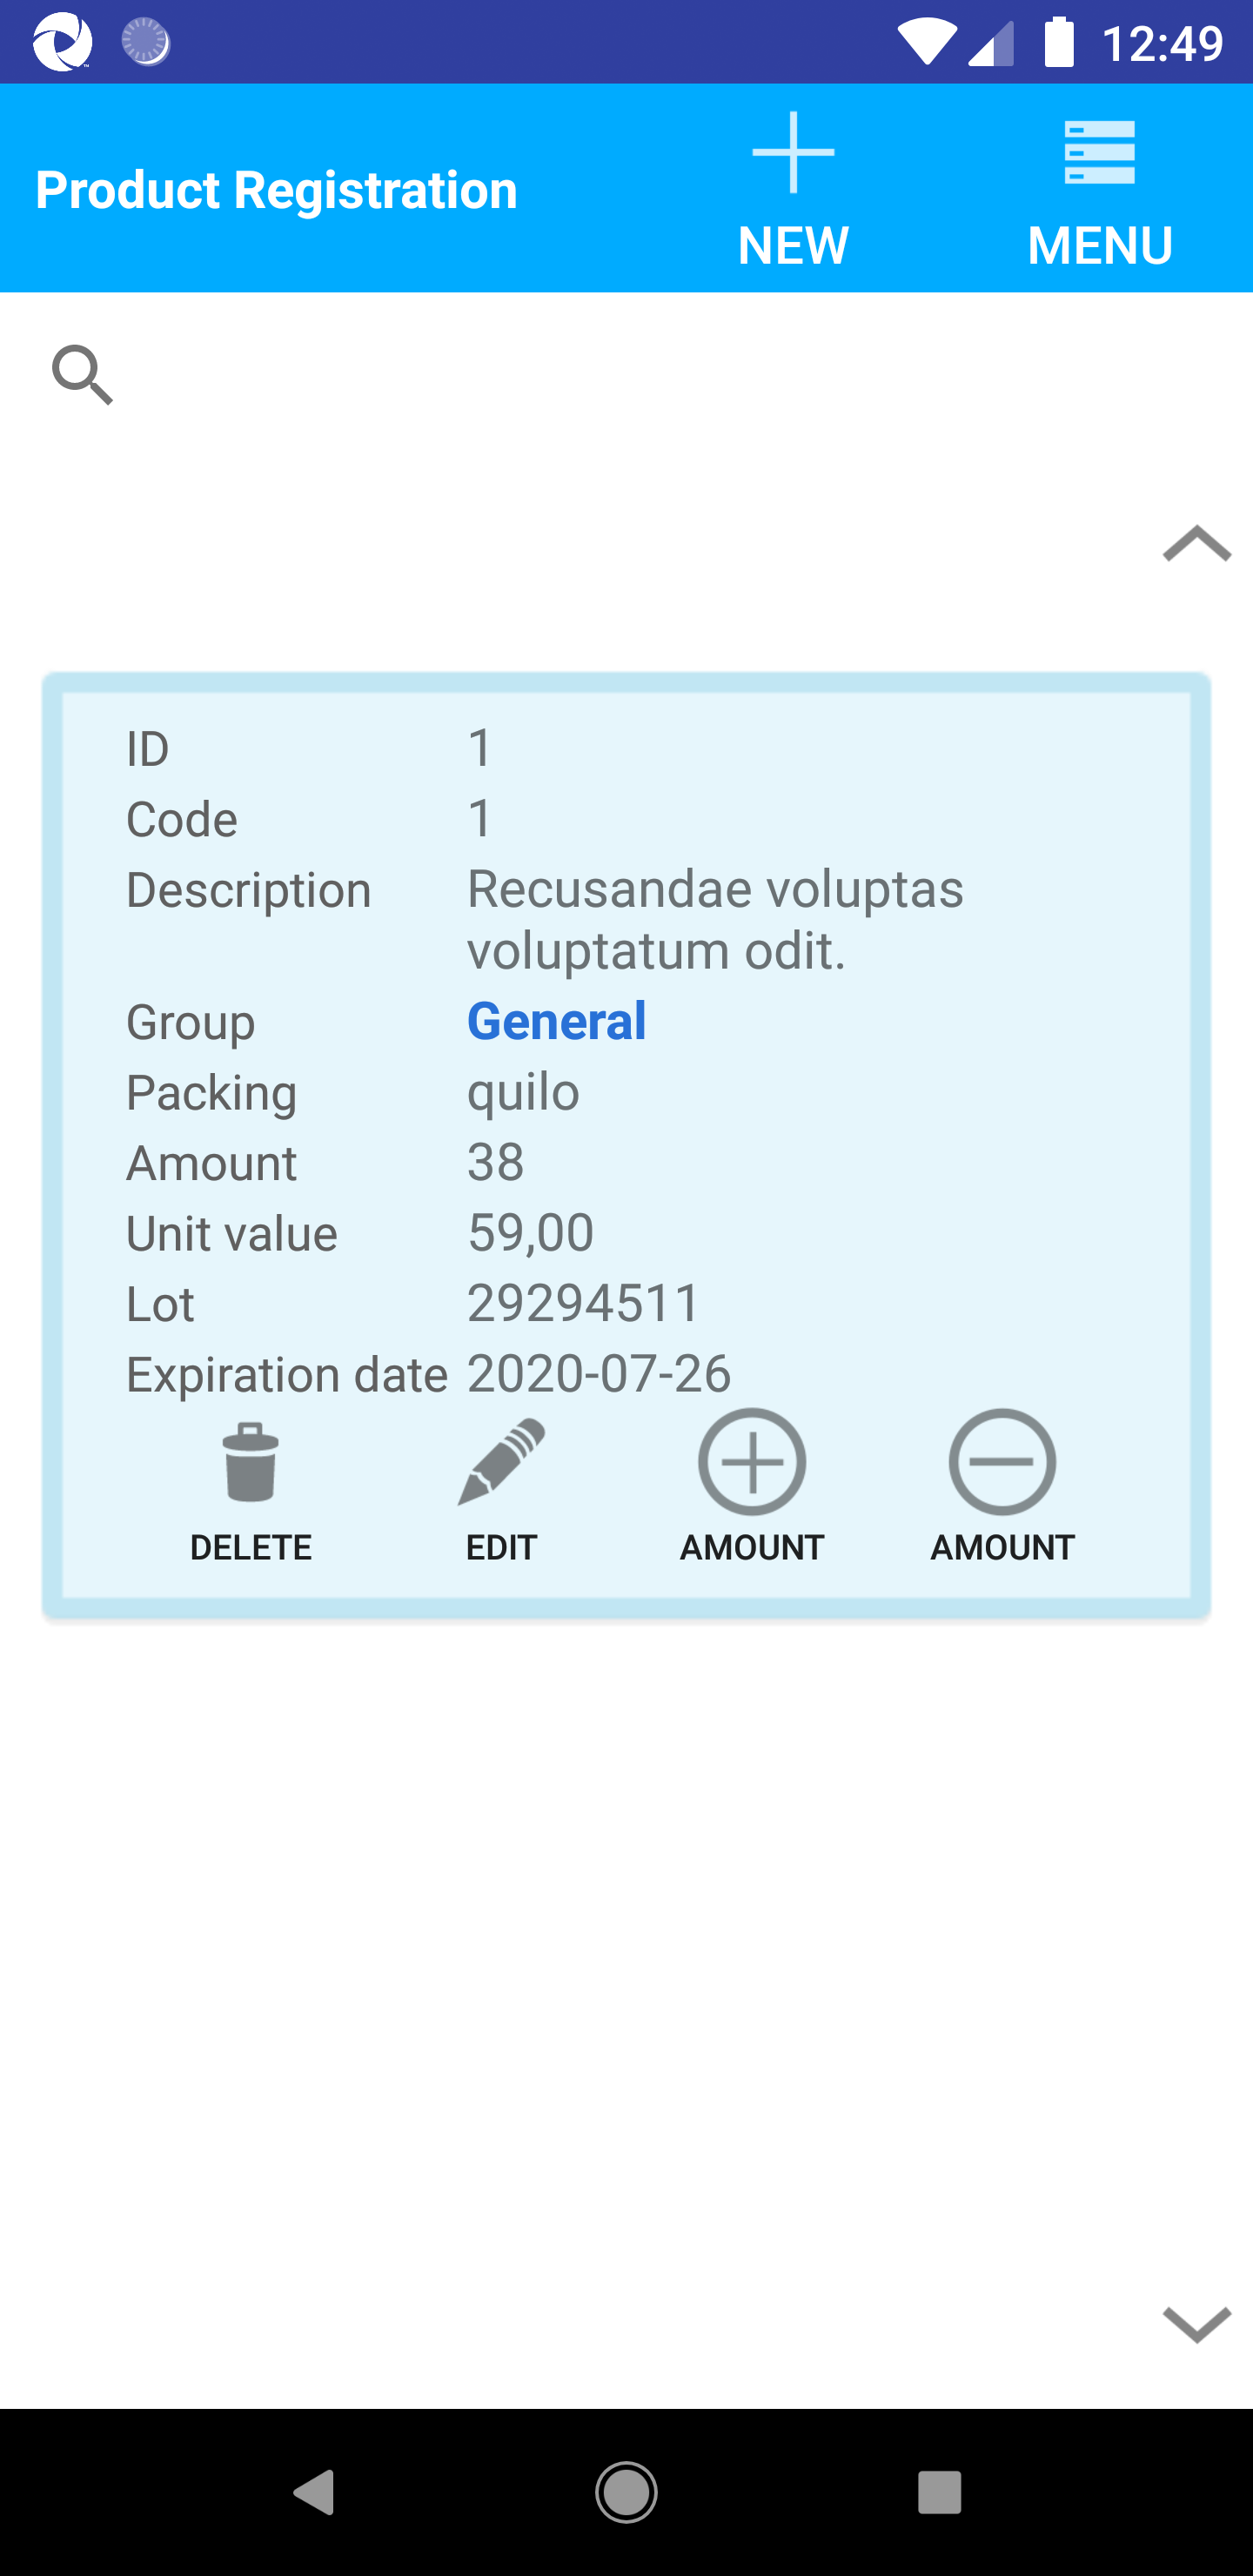 12:49
Product Registration
NEW
MENU
ID 1
Code 1
Description Recusandae voluptas
voluptatum odit.
Group General
Packing quilo
Amount 38
Unit value 59,00
Lot 29294511
Expiration date 2020-07-26
DELETE EDIT AMOUNT AMOUNT